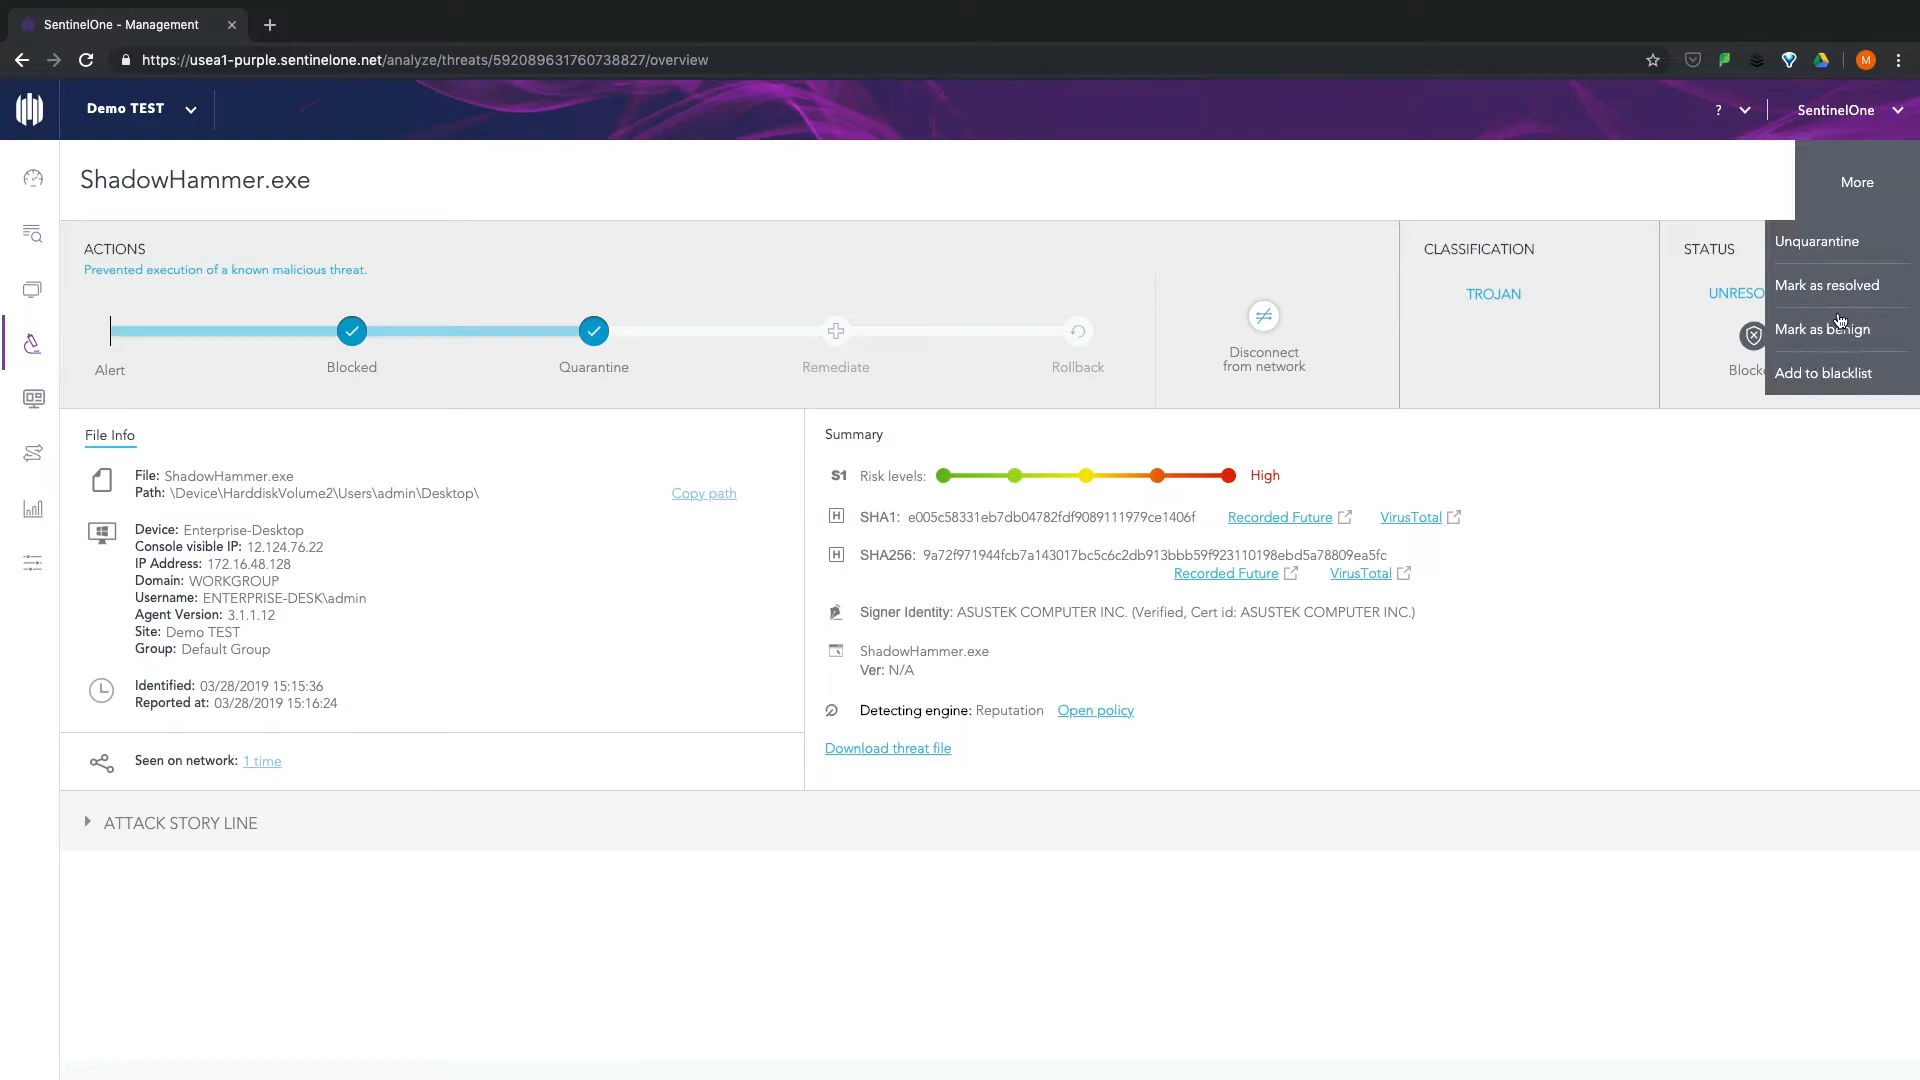 SentinelOne - Management
https://usea1-purple.sentinelone.net/analyze/threats/592089631760738827/overview
M
Demo TEST
?
SentinelOne
ShadowHammer.exe
More
ACTIONS
Prevented execution of a known malicious threat.
Alert
Blocked
Quarantine
Remediate
Rollback
Disconnect
from network
CLASSIFICATION
TROJAN
STATUS
UNRESO
Block
Unquarantine
Mark as resolved
Mark as benign
Add to blacklist
File Info
File: ShadowHammer.exe
Path: \Device\HarddiskVolume2\Users\admin\Desktop\
Copy path
Device: Enterprise-Desktop
Console visible IP: 12.124.76.22
IP Address: 172.16.48.128
Domain: WORKGROUP
Username: ENTERPRISE-DESK\admin
Agent Version: 3.1.1.12
Site: Demo TEST
Group: Default Group
Identified: 03/28/2019 15:15:36
Reported at: 03/28/2019 15:16:24
Seen on network: 1 time
Summary
S1 Risk levels: High
H SHA1: e005c58331eb7db04782fdf9089111979ce1406f Recorded Future VirusTotal
H SHA256: 9a72f971944fcb7a143017bc5c6c2db913bbb59f923110198ebd5a78809ea5fc
Recorded Future VirusTotal
Signer Identity: ASUSTEK COMPUTER INC. (Verified, Cert id: ASUSTEK COMPUTER INC.)
ShadowHammer.exe
Ver: N/A
Detecting engine: Reputation Open policy
Download threat file
ATTACK STORY LINE